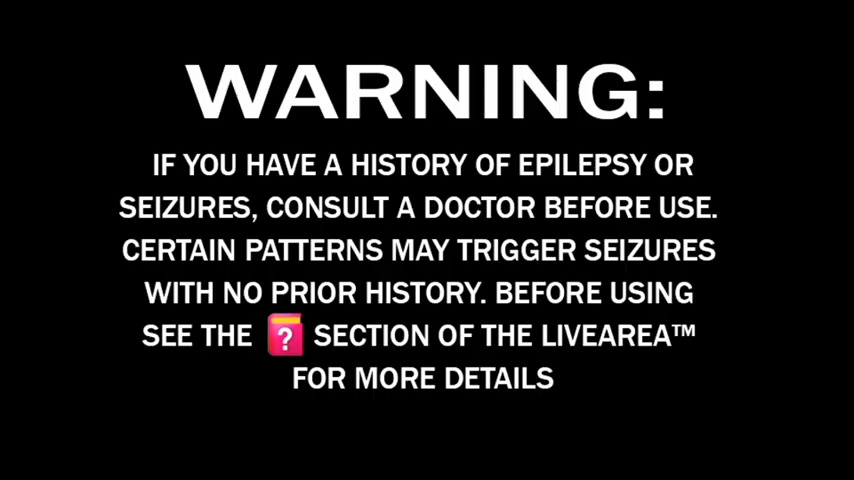 WARNING:
IF YOU HAVE A HISTORY OF EPILEPSY OR
SEIZURES, CONSULT A DOCTOR BEFORE USE.
CERTAIN PATTERNS MAY TRIGGER SEIZURES
WITH NO PRIOR HISTORY. BEFORE USING
SEE THE ? SECTION OF THE LIVEAREA™
FOR MORE DETAILS